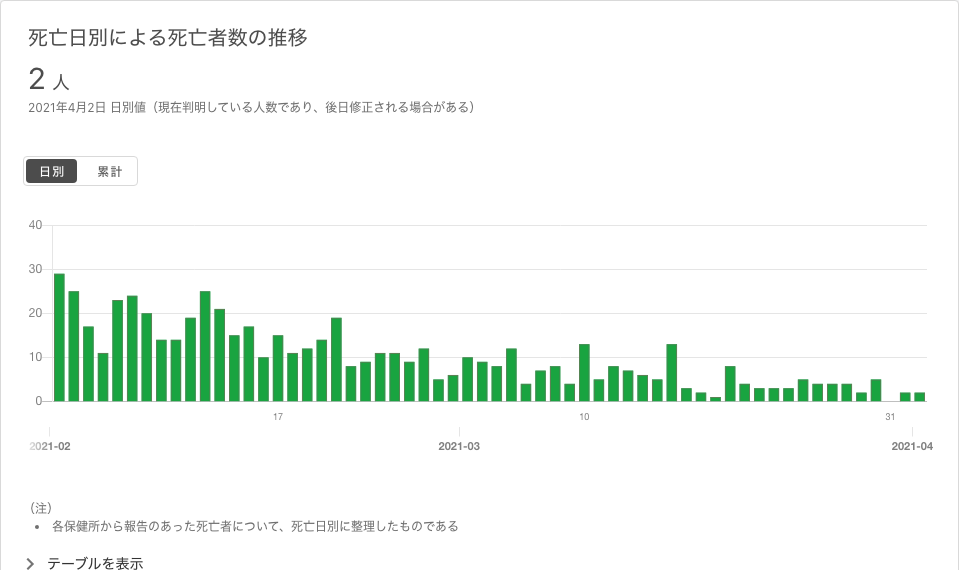 死亡日別による死亡者数の推移
2 人
2021年4月2日 日別値（現在判明している人数であり、後日修正される場合がある）
日別 累計
40
30
20
10
0
17 10 31
2021-02 2021-03 2021-04
（注）
• 各保健所から報告のあった死亡者について、死亡日別に整理したものである
テーブルを表示